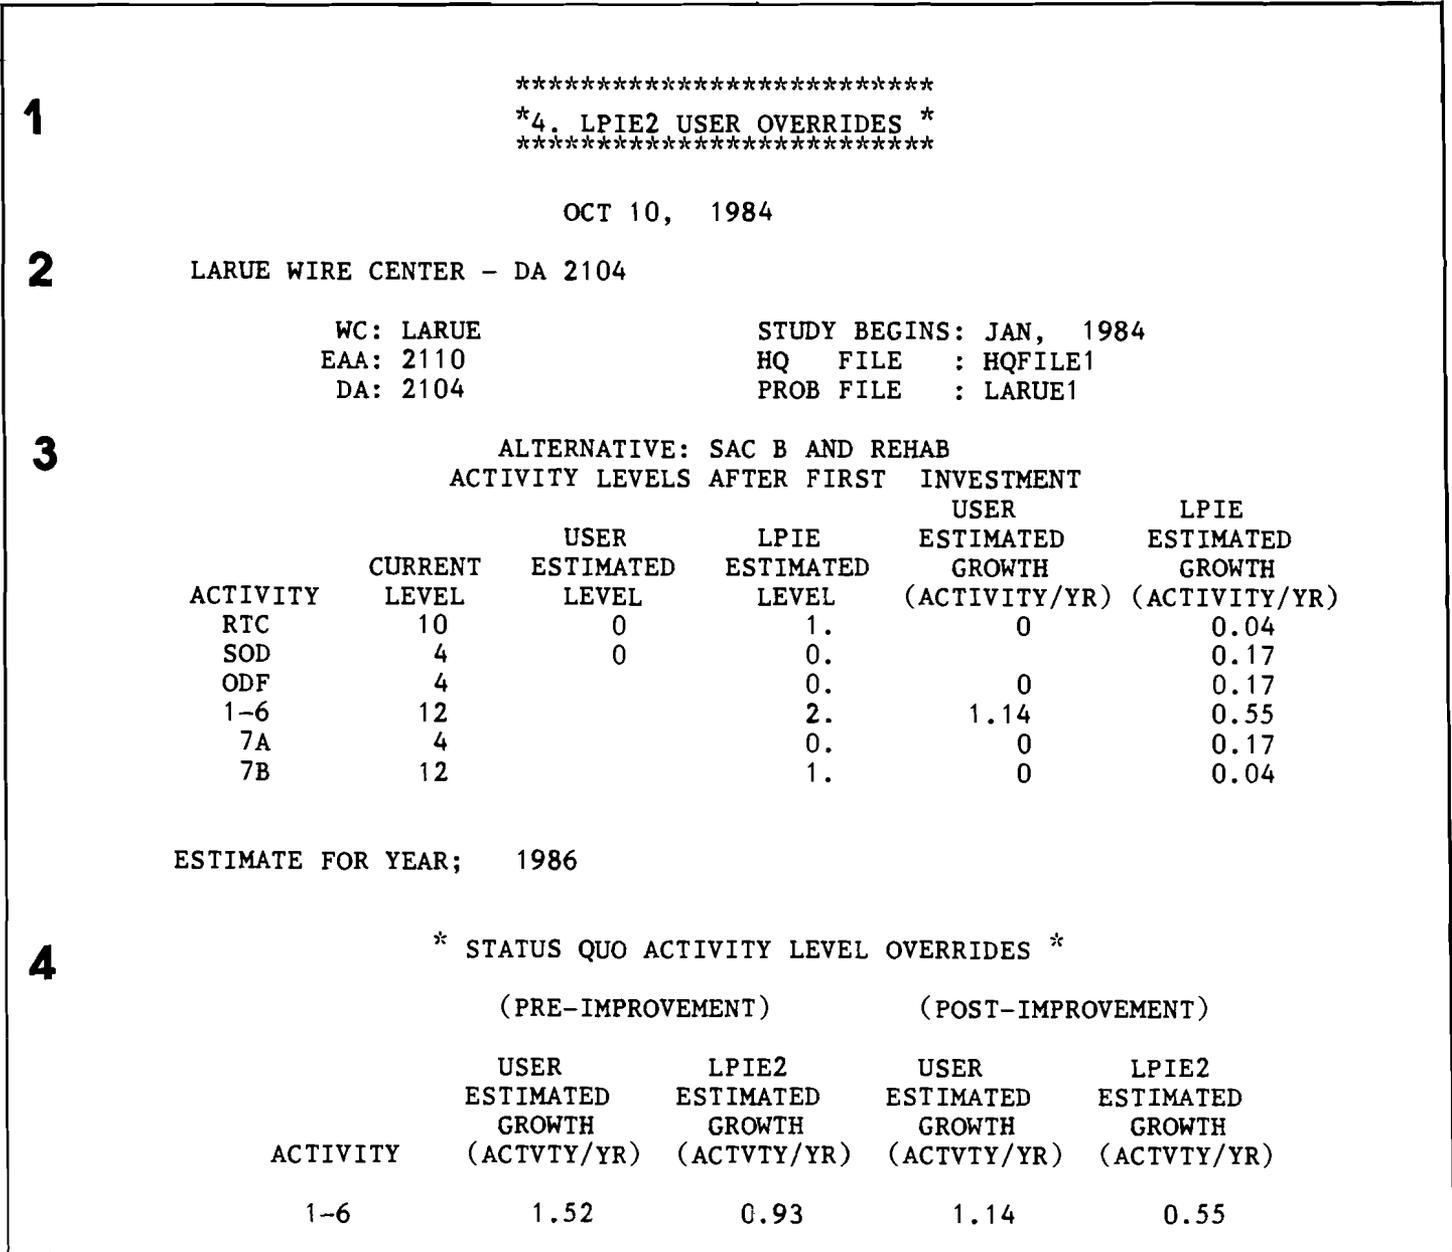 **************************
1 *4. LPIE2 USER OVERRIDES *
**************************
OCT 10, 1984
2 LARUE WIRE CENTER - DA 2104
WC: LARUE STUDY BEGINS: JAN, 1984
EAA: 2110 HQ FILE : HQFILE1
DA: 2104 PROB FILE : LARUE1
3 ALTERNATIVE: SAC B AND REHAB
ACTIVITY LEVELS AFTER FIRST INVESTMENT
USER LPIE
USER LPIE ESTIMATED ESTIMATED
CURRENT ESTIMATED ESTIMATED GROWTH GROWTH
ACTIVITY LEVEL LEVEL LEVEL (ACTIVITY/YR) (ACTIVITY/YR)
RTC 10 0 1. 0 0.04
SOD 4 0 0. 0.17
ODF 4 0. 0 0.17
1-6 12 2. 1.14 0.55
7A 4 0. 0 0.17
7B 12 1. 0 0.04
ESTIMATE FOR YEAR; 1986
4 * STATUS QUO ACTIVITY LEVEL OVERRIDES *
(PRE-IMPROVEMENT) (POST-IMPROVEMENT)
USER LPIE2 USER LPIE2
ESTIMATED ESTIMATED ESTIMATED ESTIMATED
GROWTH GROWTH GROWTH GROWTH
ACTIVITY (ACTVTY/YR) (ACTVTY/YR) (ACTVTY/YR) (ACTVTY/YR)
1-6 1.52 0.93 1.14 0.55